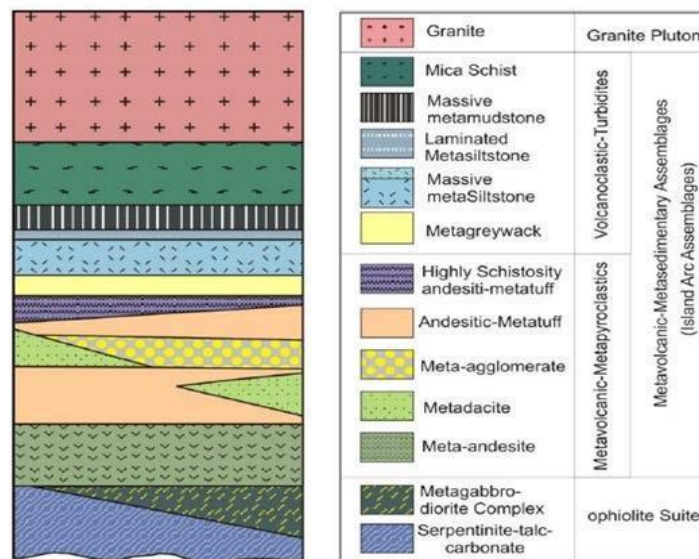 Granite
Granite Pluton
Mica Schist
Massive
metamudstone
Laminated
Metasiltstone
Massive
metaSiltstone
Metagreywack
Volcanoclastic-Turbidites
Highly Schistosity
andesiti-metatuff
Andesitic-Metatuff
Meta-agglomerate
Metadacite
Meta-andesite
Metavolcanic-Metapyroclastics
Metavolcanic-Metasedimentary Assemblages
(Island Arc Assemblages)
Metagabbro-
diorite Complex
Serpentinite-talc-
carbonate
ophiolite Suite